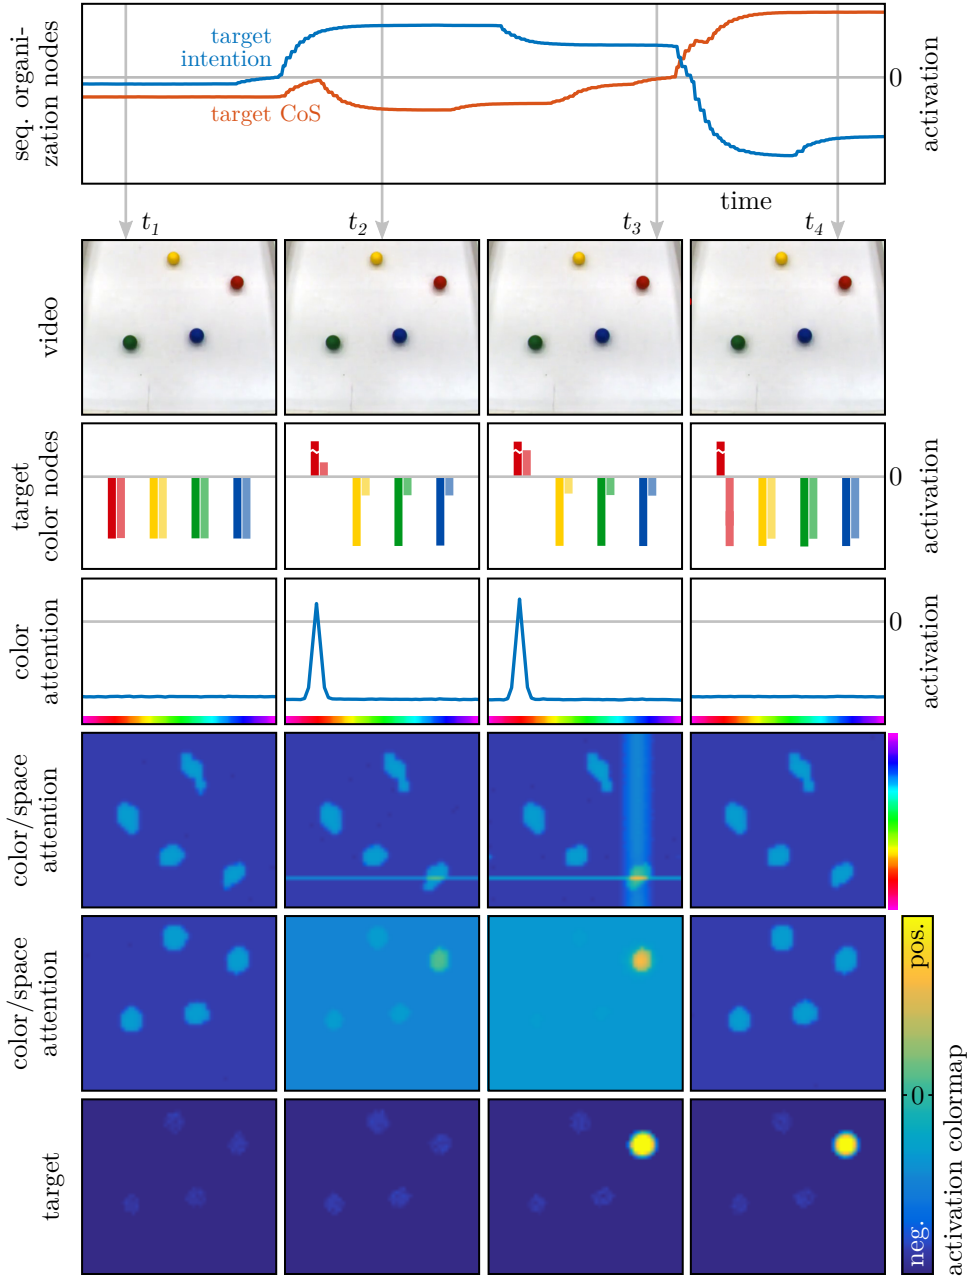 seq. organi-
zation nodes
target
intention
target CoS
0
activation
time
t1
t2
t3
t4
video
target
color nodes
0
activation
color
attention
0
activation
color/space
attention
color/space
attention
target
pos.
0
neg.
activation colormap